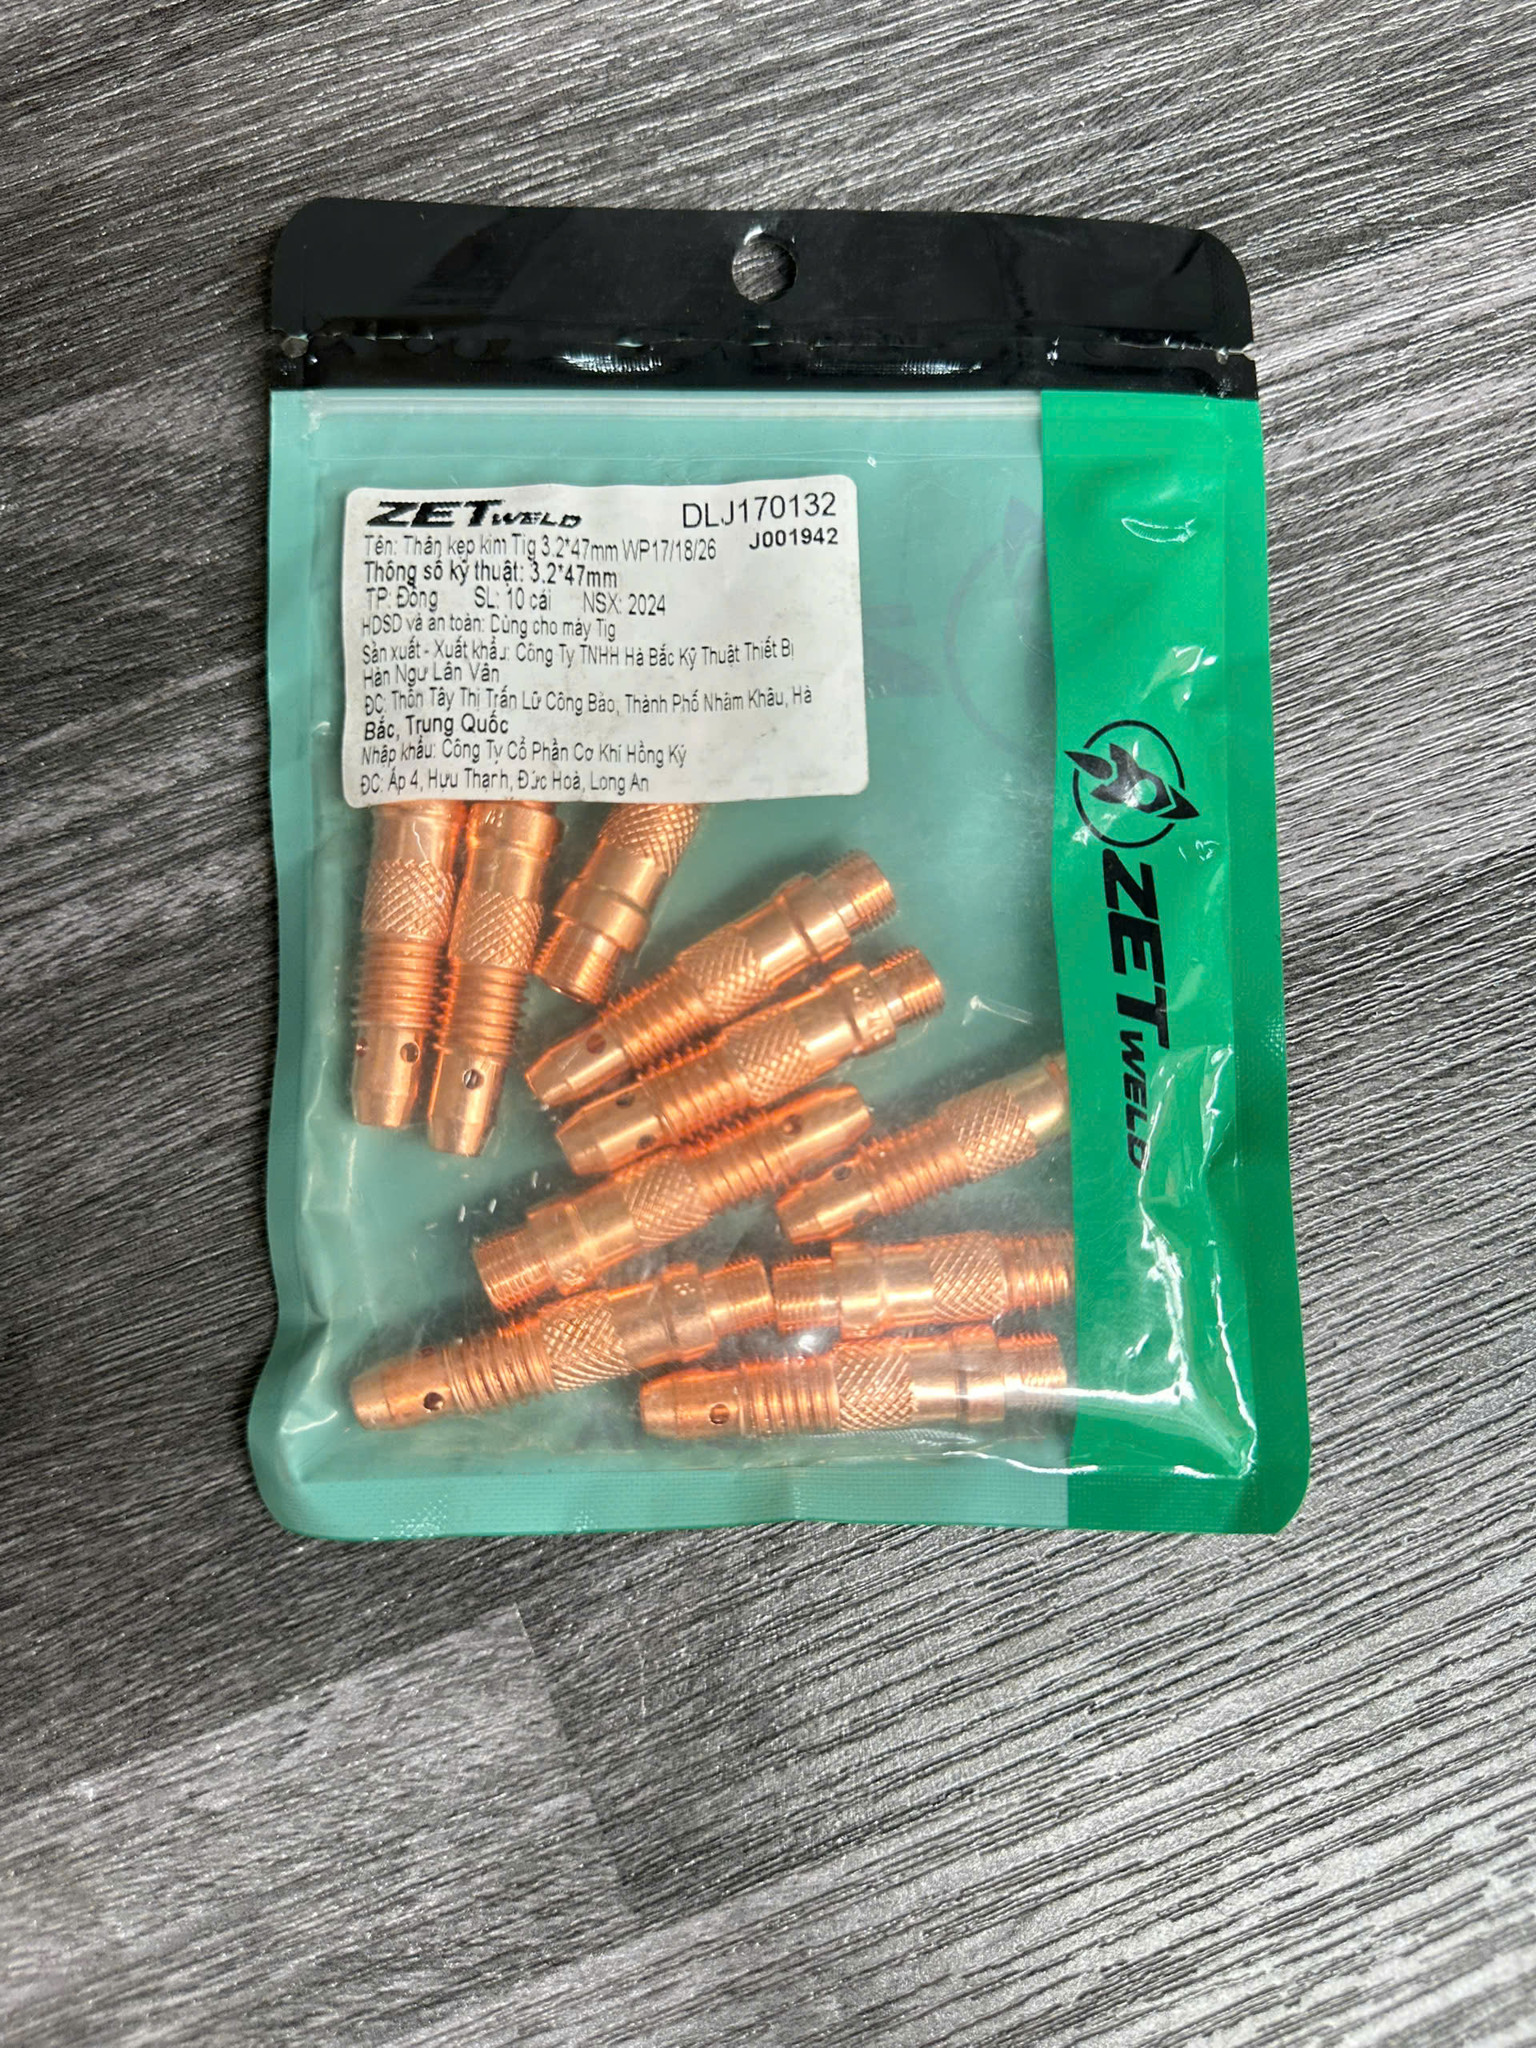 ZETWELD DLJ170132
Tên: Thân kẹp kim Tig 3.2*47mm WP17/18/26 J001942
Thông số kỹ thuật: 3.2*47mm
TP: Đồng SL: 10 cái NSX: 2024
HDSD và an toàn: Dùng cho máy Tig
Sản xuất - Xuất khẩu: Công Ty TNHH Hà Bắc Kỹ Thuật Thiết Bị
Hàn Ngư Lân Vân
ĐC: Thôn Tây Thị Trấn Lữ Công Bảo, Thành Phố Nhâm Khâu, Hà
Bắc, Trung Quốc
Nhập khẩu: Công Ty Cổ Phần Cơ Khí Hồng Ký
ĐC: Ấp 4, Hựu Thạnh, Đức Hoà, Long An
ZETWELD